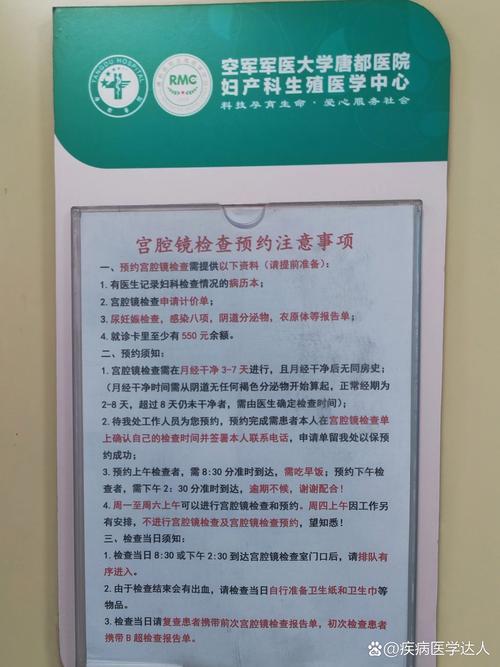 TANGDU HOSPITAL
RMC
空军军医大学唐都医院
妇产科生殖医学中心
科技孕育生命·爱心服务社会
宫腔镜检查预约注意事项
一、预约宫腔镜检查需提供以下资料（请提前准备）：
1. 有医生记录妇科检查情况的病历本；
2. 宫腔镜检查申请计价单；
3. 尿妊娠检查，感染八项，阴道分泌物，衣原体等报告单；
4. 就诊卡里至少有 550 元余额。
二、预约须知：
1. 宫腔镜检查需在月经干净 3-7 天进行，且月经干净后无同房史；
（月经干净时间需从阴道无任何褐色分泌物开始算起，正常经期为
2-8 天，超过 8 天仍未干净者，需由医生确定检查时间）；
2. 待我处工作人员为您预约，预约完成需患者本人在宫腔镜检查单
上确认自己的检查时间并签署本人联系电话，申请单留我处以保预
约成功；
3. 预约上午检查者，需 8:30 分准时到达，需吃早饭；预约下午检
查者，需下午 2：30 分准时到达，逾期不候，谢谢配合！
4. 周一至周六上午可以进行宫腔镜检查和预约。周四上午因工作另
有安排，不进行宫腔镜检查及宫腔镜检查预约，望知悉！
三、检查当日须知：
1. 检查当日 8:30 或下午 2:30 到达宫腔镜检查室门口后，请排队有
序进入。
2. 由于检查结束会有出血，请检查当日自行准备卫生纸和卫生巾等
物品。
3. 检查当日请复查患者携带前次宫腔镜检查报告单，初次检查患者
携带 B 超检查报告单。
@疾病医学达人